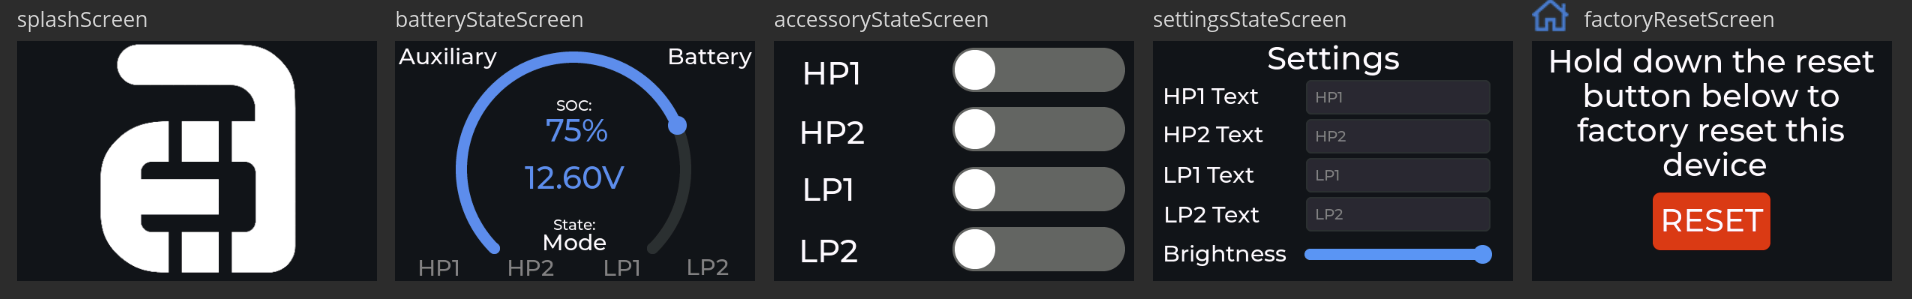 splashScreen
batteryStateScreen
Auxiliary
Battery
SOC:
75%
12.60V
State:
Mode
HP1
HP2
LP1
LP2
accessoryStateScreen
HP1
HP2
LP1
LP2
settingsStateScreen
Settings
HP1 Text
HP1
HP2 Text
HP2
LP1 Text
LP1
LP2 Text
LP2
Brightness
factoryResetScreen
Hold down the reset
button below to
factory reset this
device
RESET